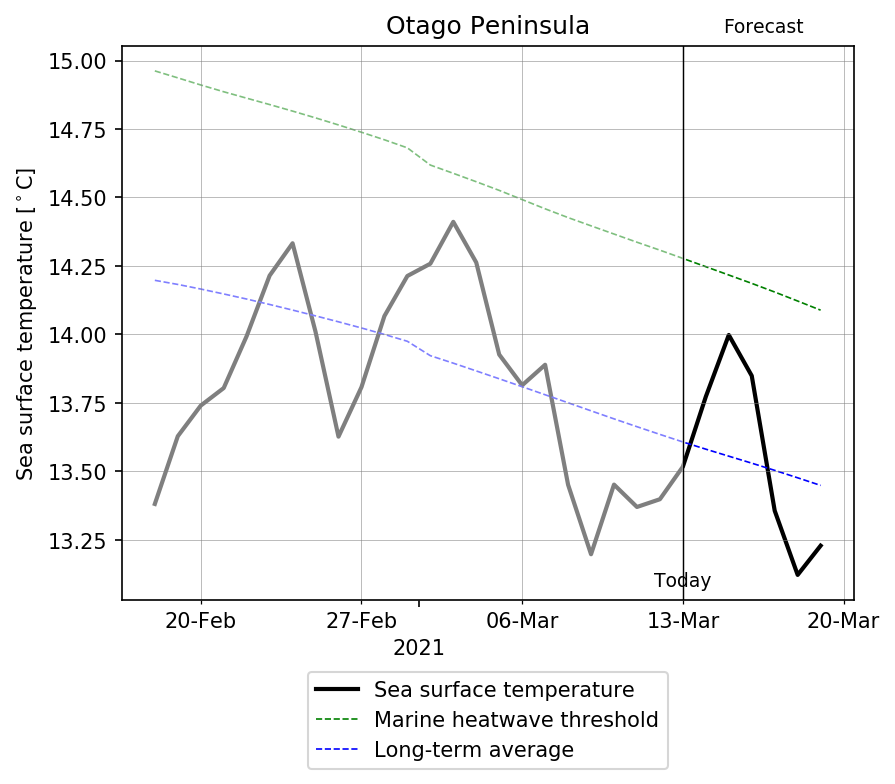 Otago Peninsula
Forecast
Sea surface temperature [°C]
15.00
14.75
14.50
14.25
14.00
13.75
13.50
13.25
Today
20-Feb 27-Feb 06-Mar 13-Mar 20-Mar
2021
Sea surface temperature
Marine heatwave threshold
Long-term average